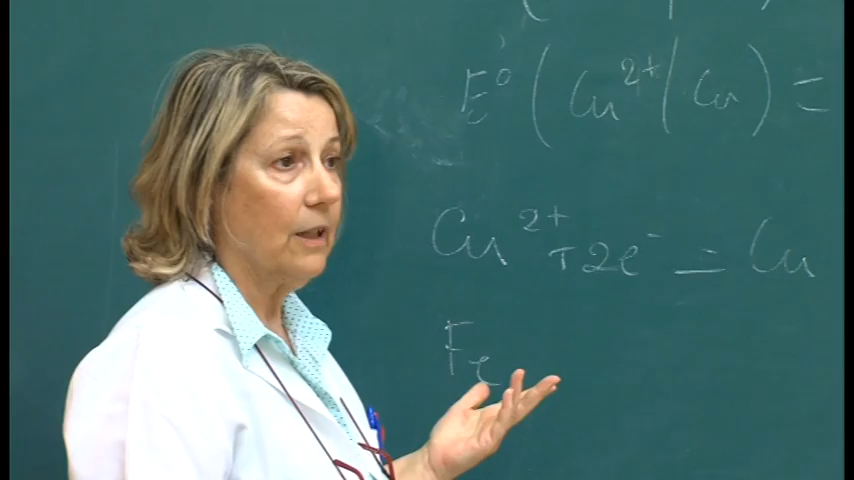 E° (Cu²⁺/Cu) =
Cu²⁺ + 2e⁻ = Cu
Fe